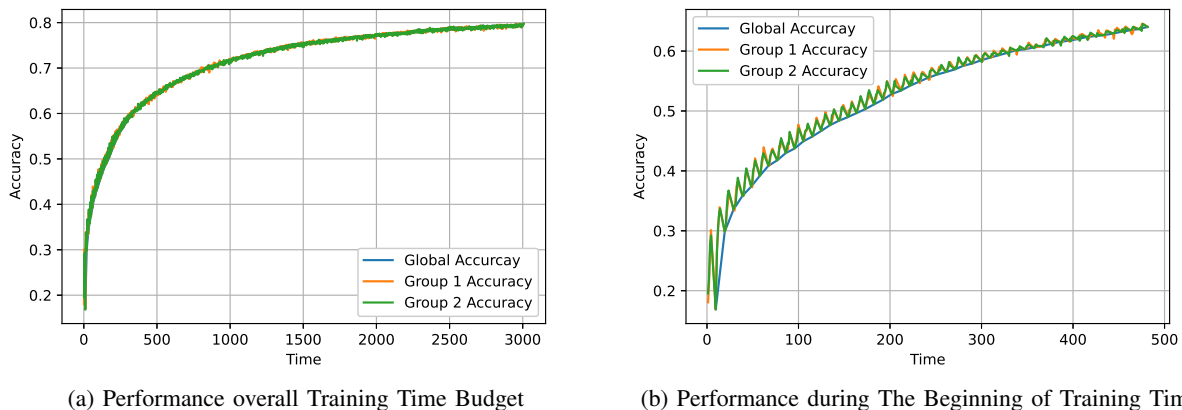 0.8
0.7
0.6
0.5
0.4
0.3
0.2
Accuracy
Global Accurcay
Group 1 Accuracy
Group 2 Accuracy
0 500 1000 1500 2000 2500 3000
Time
(a) Performance overall Training Time Budget
Global Accurcay
Group 1 Accuracy
Group 2 Accuracy
0.6
0.5
0.4
0.3
0.2
Accuracy
0 100 200 300 400 500
Time
(b) Performance during The Beginning of Training Tim